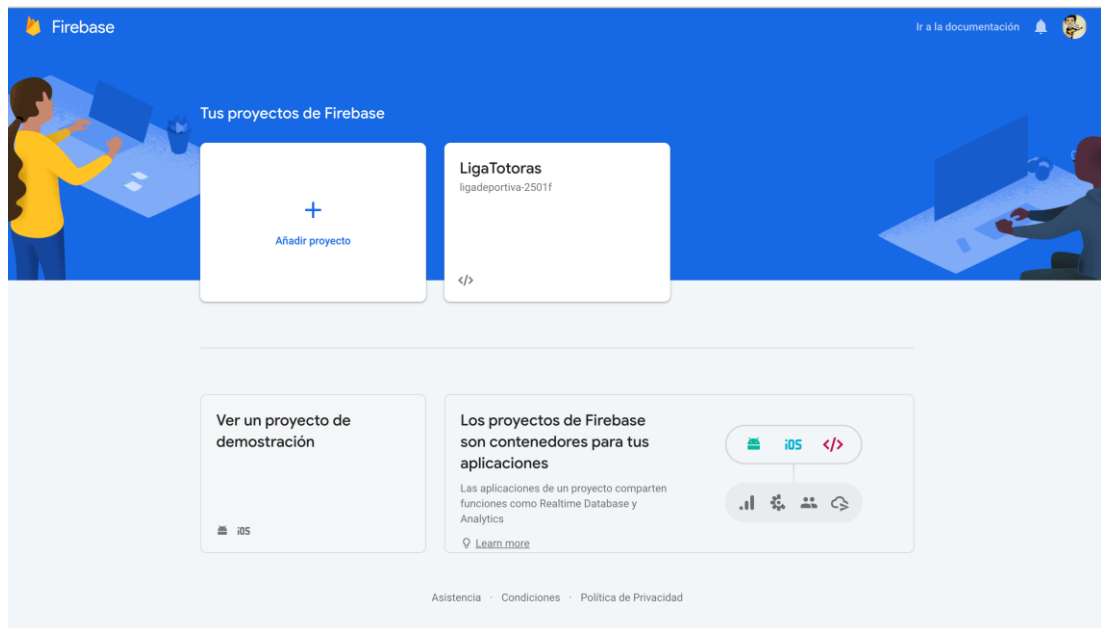 Firebase
Ir a la documentación
Tus proyectos de Firebase
+
Añadir proyecto
LigaTotoras
ligadeportiva-2501f
</>
Ver un proyecto de
demostración
iOS
Los proyectos de Firebase
son contenedores para tus
aplicaciones
Las aplicaciones de un proyecto comparten
funciones como Realtime Database y
Analytics
Learn more
iOS </>
Asistencia · Condiciones · Política de Privacidad